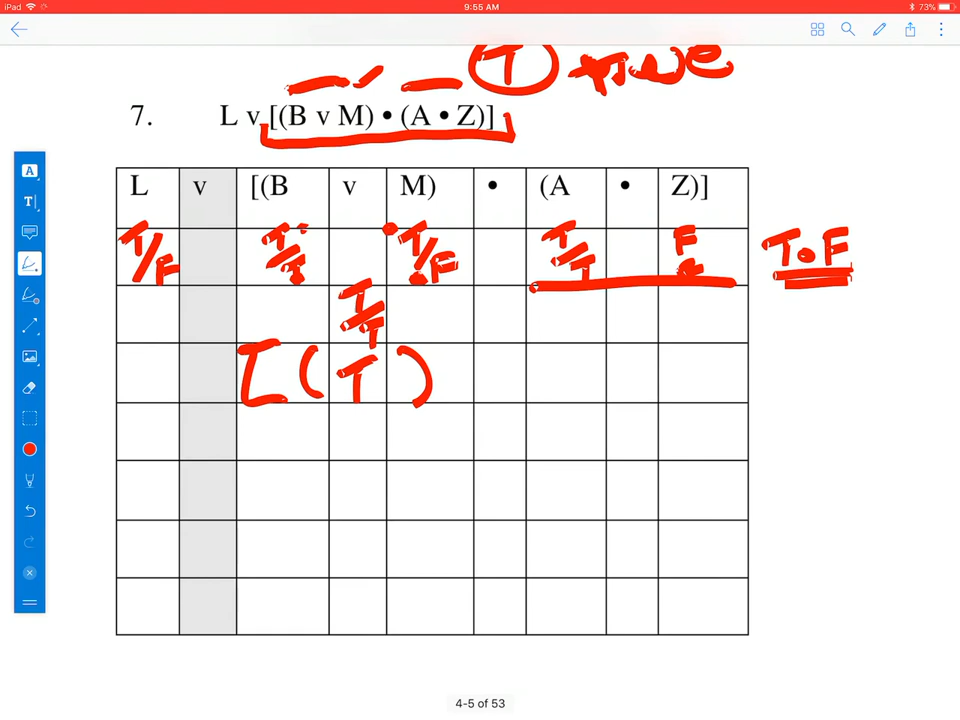 iPad 9:55 AM 73%
T true
7. L v [(B v M) • (A • Z)]
L v [(B v M) • (A • Z)]
T/F T/T T/F T/T F T • F
T/T
[ ( T )
4-5 of 53